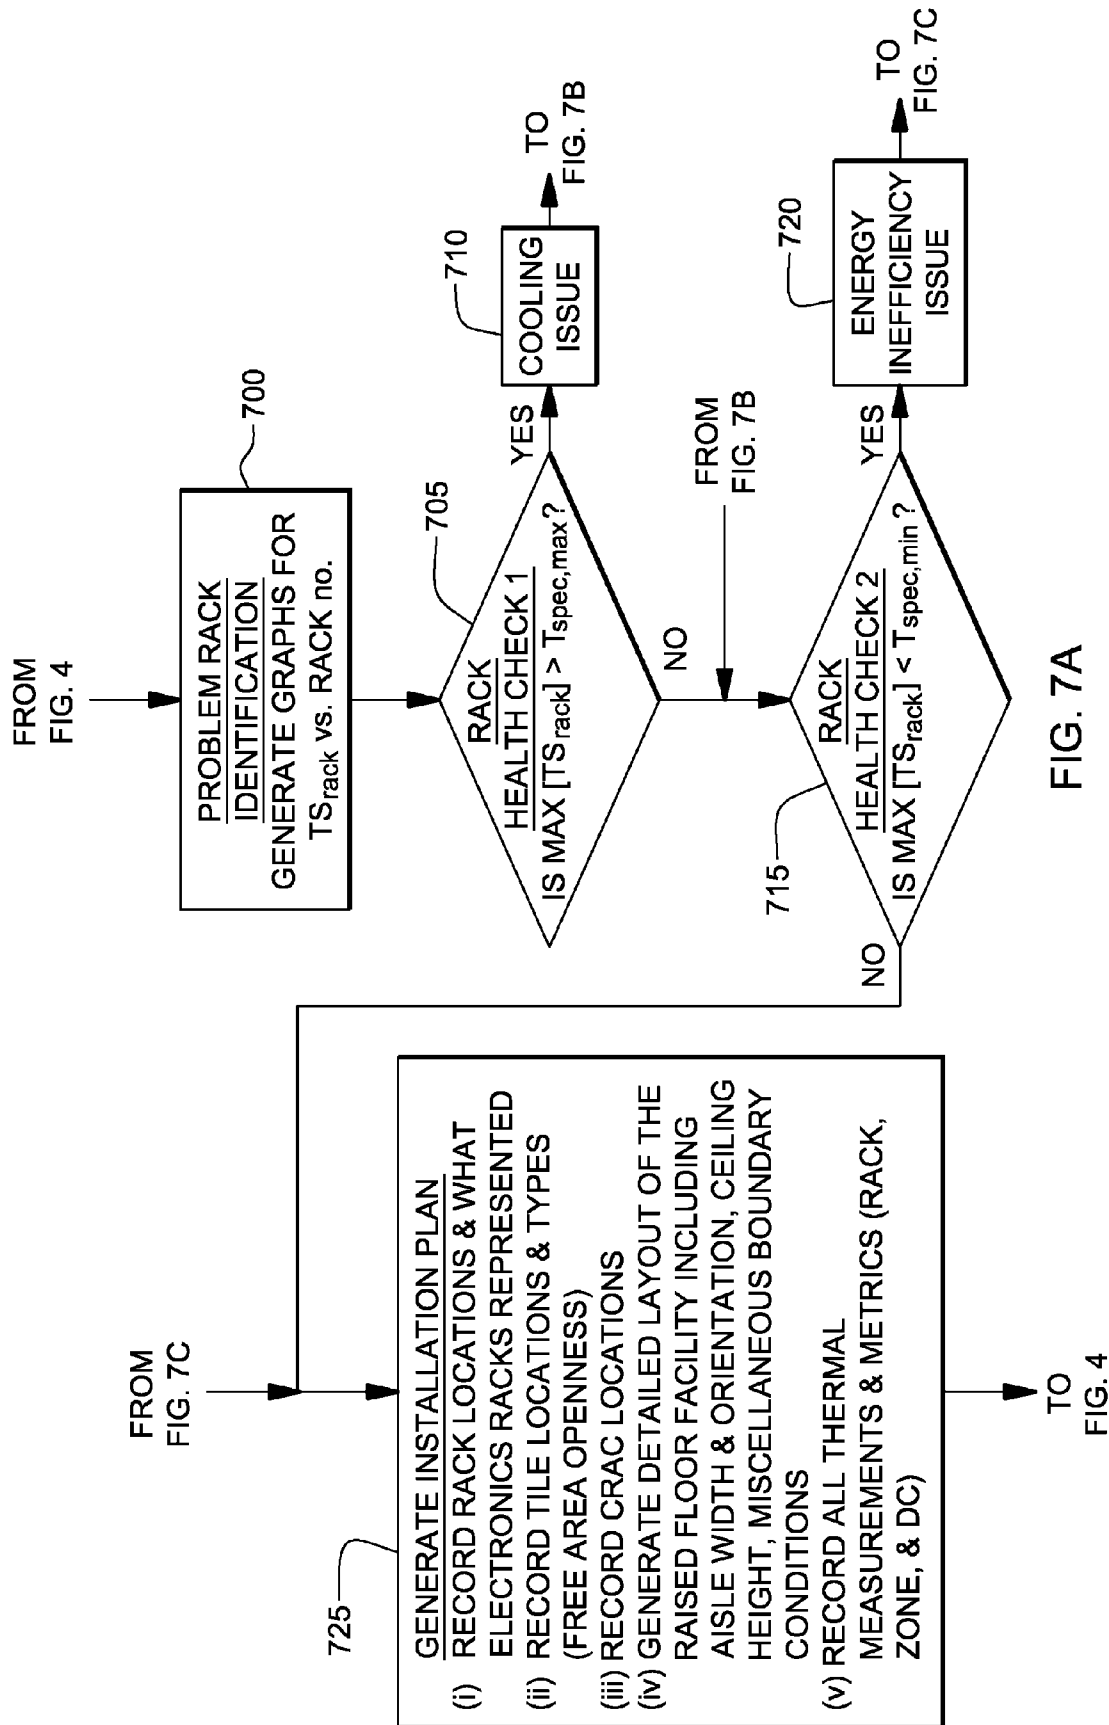 FROM
FIG. 4
700
PROBLEM RACK
IDENTIFICATION
GENERATE GRAPHS FOR
TSrack vs. RACK no.
705
RACK
HEALTH CHECK 1
IS MAX [TSrack] > Tspec,max?
YES
710
COOLING
ISSUE
TO
FIG. 7B
NO
FROM
FIG. 7B
715
RACK
HEALTH CHECK 2
IS MAX [TSrack] < Tspec,min?
YES
720
ENERGY
INEFFICIENCY
ISSUE
TO
FIG. 7C
NO
FROM
FIG. 7C
725
GENERATE INSTALLATION PLAN
(i) RECORD RACK LOCATIONS & WHAT
ELECTRONICS RACKS REPRESENTED
(ii) RECORD TILE LOCATIONS & TYPES
(FREE AREA OPENNESS)
(iii) RECORD CRAC LOCATIONS
(iv) GENERATE DETAILED LAYOUT OF THE
RAISED FLOOR FACILITY INCLUDING
AISLE WIDTH & ORIENTATION, CEILING
HEIGHT, MISCELLANEOUS BOUNDARY
CONDITIONS
(v) RECORD ALL THERMAL
MEASUREMENTS & METRICS (RACK,
ZONE, & DC)
TO
FIG. 4
FIG. 7A